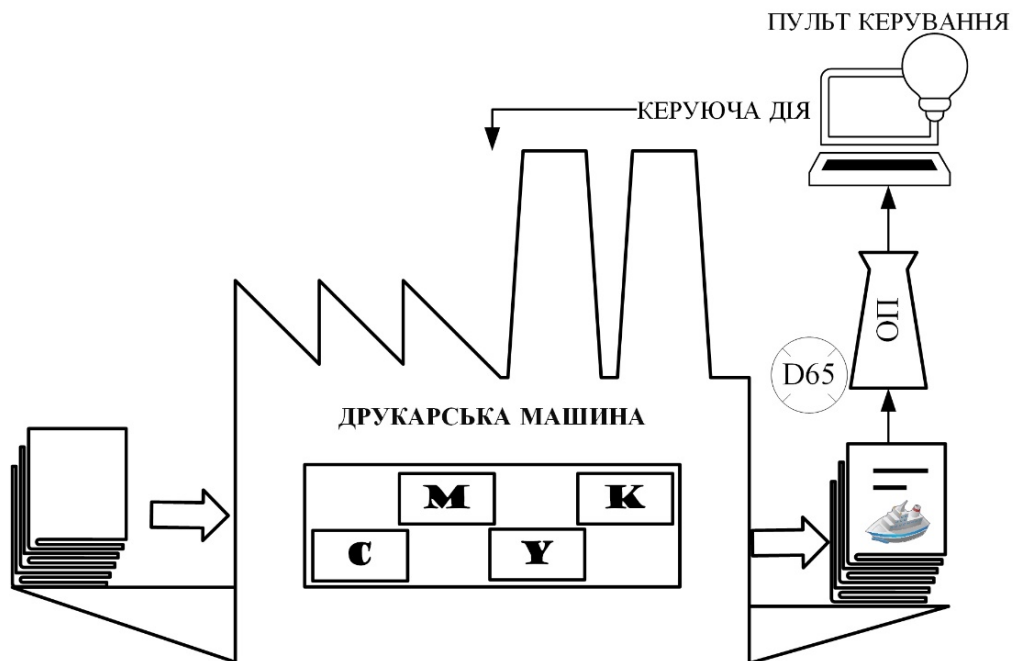 ПУЛЬТ КЕРУВАННЯ
КЕРУЮЧА ДІЯ
ОП
D65
ДРУКАРСЬКА МАШИНА
M K
C Y